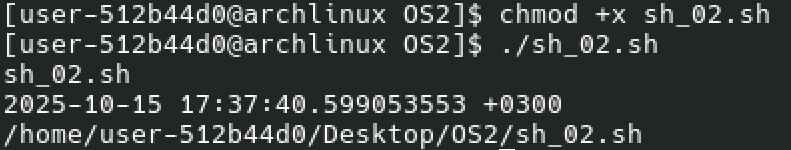 [user-512b44d0@archlinux OS2]$ chmod +x sh_02.sh
[user-512b44d0@archlinux OS2]$ ./sh_02.sh
sh_02.sh
2025-10-15 17:37:40.599053553 +0300
/home/user-512b44d0/Desktop/OS2/sh_02.sh